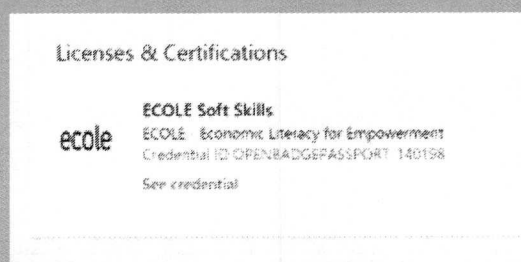 Licenses & Certifications
ecole
ECOLE Soft Skills
ECOLE - Economic Literacy for Empowerment
Credential ID OPENBADGEPASSPORT 140198
See credential